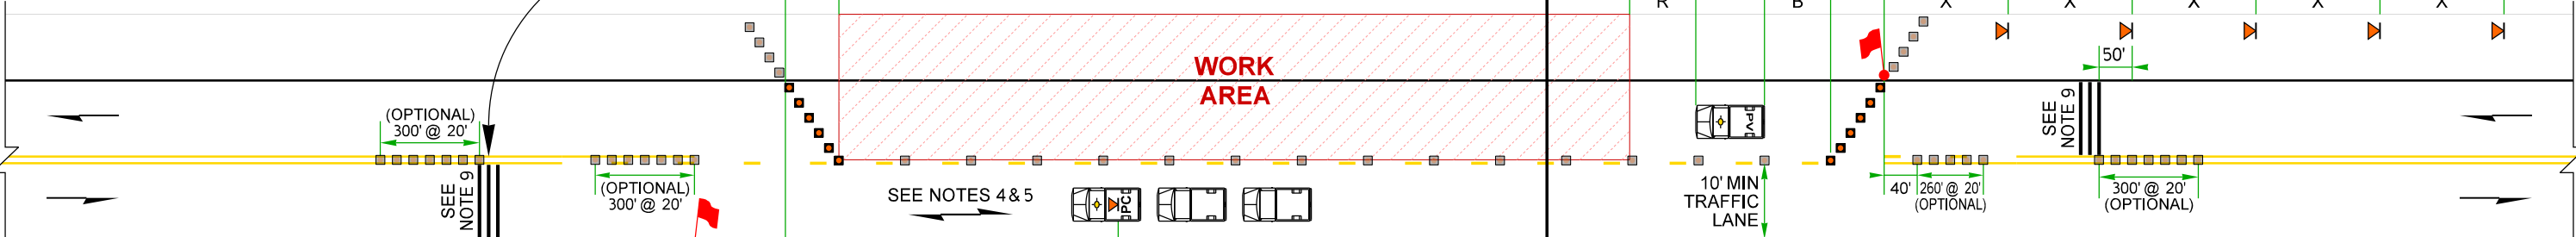 R
B
X
X
X
X
X
50'
WORK
AREA
(OPTIONAL)
300' @ 20'
SEE
NOTE 9
(OPTIONAL)
300' @ 20'
SEE NOTES 4 & 5
PC
PV
10' MIN
TRAFFIC
LANE
SEE
NOTE 9
40'
260' @ 20'
(OPTIONAL)
300' @ 20'
(OPTIONAL)